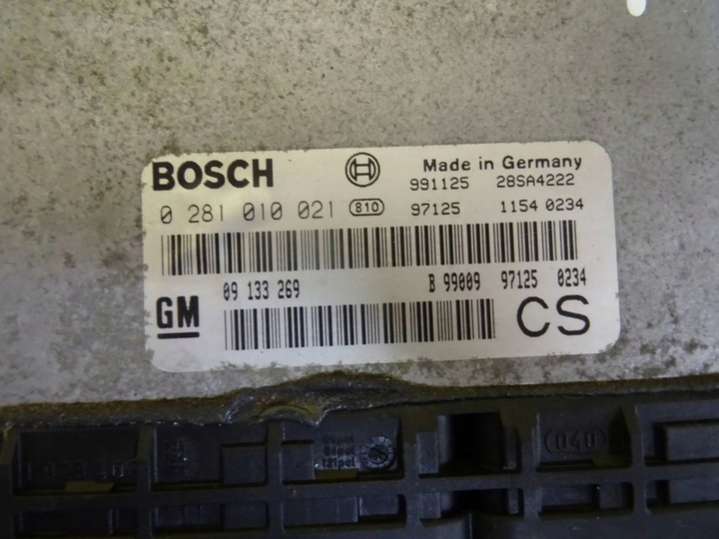 BOSCH Made in Germany
991125 28SA4222
0 281 010 021 810 97125 1154 0234
09 133 269 B 99009 97125 0234
GM CS
(040)